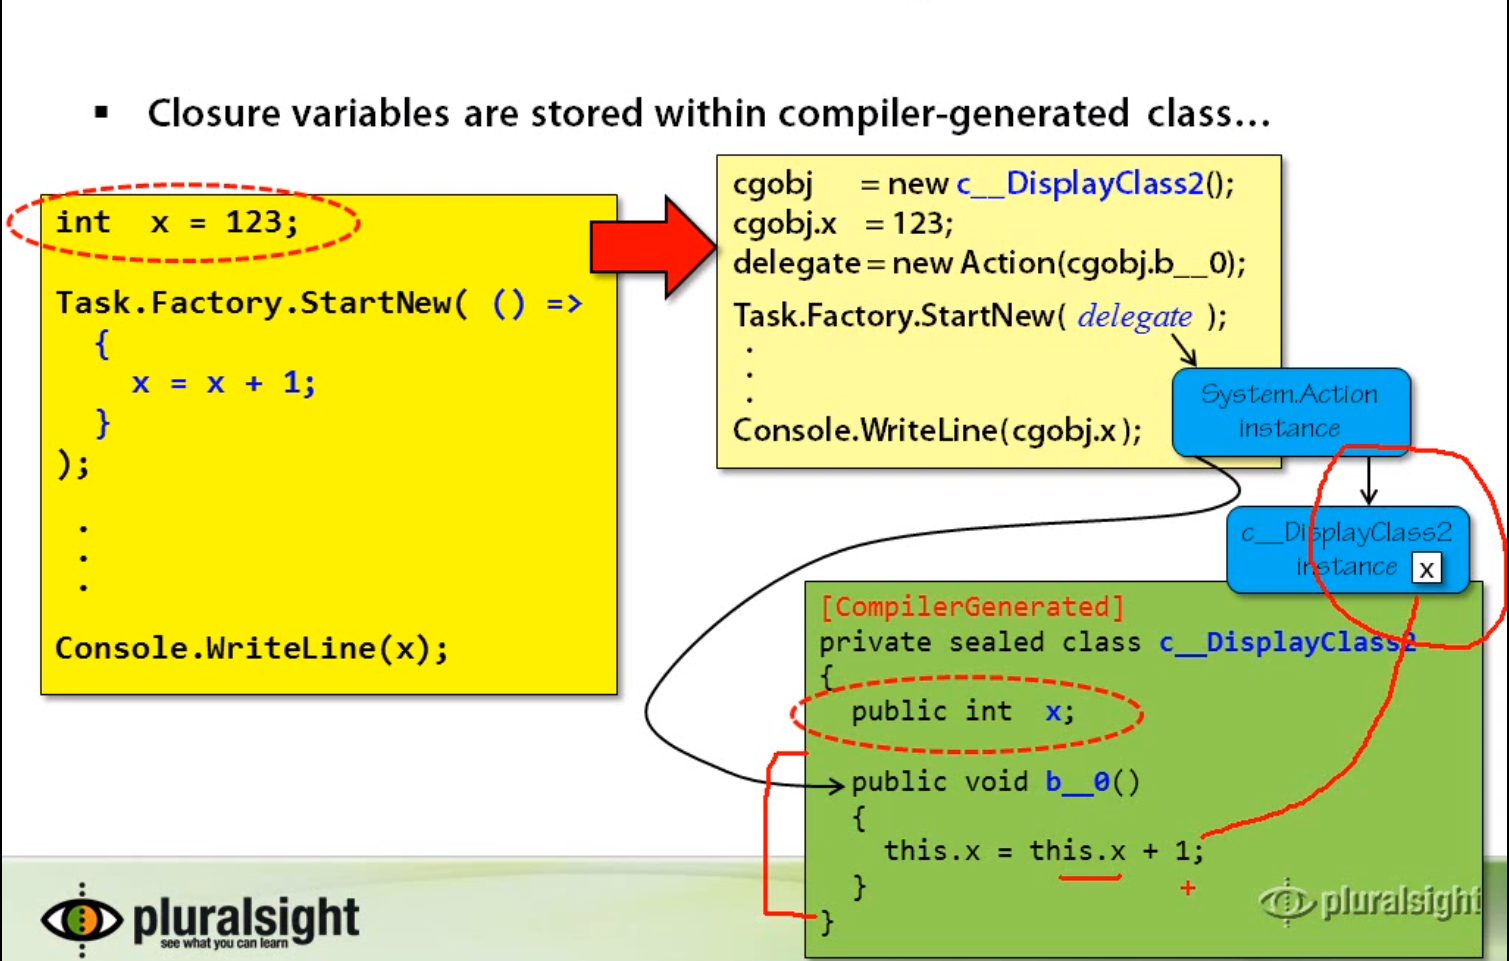 ▪ Closure variables are stored within compiler-generated class...
int x = 123;
Task.Factory.StartNew( () =>
{
x = x + 1;
}
);
.
.
.
Console.WriteLine(x);
cgobj = new c__DisplayClass2();
cgobj.x = 123;
delegate = new Action(cgobj.b__0);
Task.Factory.StartNew( delegate );
.
.
.
Console.WriteLine(cgobj.x);
System.Action
instance
c__DisplayClass2
instance x
[CompilerGenerated]
private sealed class c__DisplayClass2
{
public int x;
public void b__0()
{
this.x = this.x + 1;
}
+
}
pluralsight
see what you can learn
pluralsight